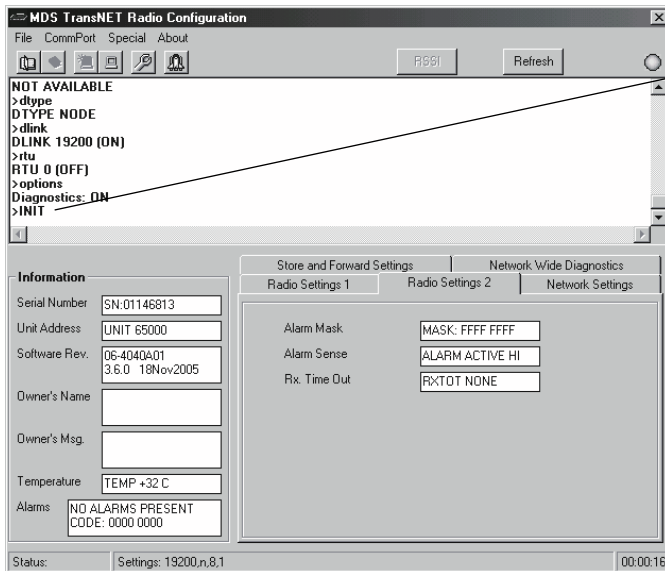 MDS TransNET Radio Configuration
File CommPort Special About
RSSI Refresh
NOT AVAILABLE
>dtype
DTYPE NODE
>dlink
DLINK 19200 (ON)
>rtu
RTU 0 (OFF)
>options
Diagnostics: ON
>INIT
Information
Serial Number SN:01146813
Unit Address UNIT 65000
Software Rev. 06-4040A01
3.6.0 18Nov2005
Owner's Name
Owner's Msg.
Temperature TEMP +32 C
Alarms NO ALARMS PRESENT
CODE: 0000 0000
Store and Forward Settings Network Wide Diagnostics
Radio Settings 1 Radio Settings 2 Network Settings
Alarm Mask MASK: FFFF FFFF
Alarm Sense ALARM ACTIVE HI
Rx. Time Out RXTOT NONE
Status: Settings: 19200,n,8,1 00:00:16